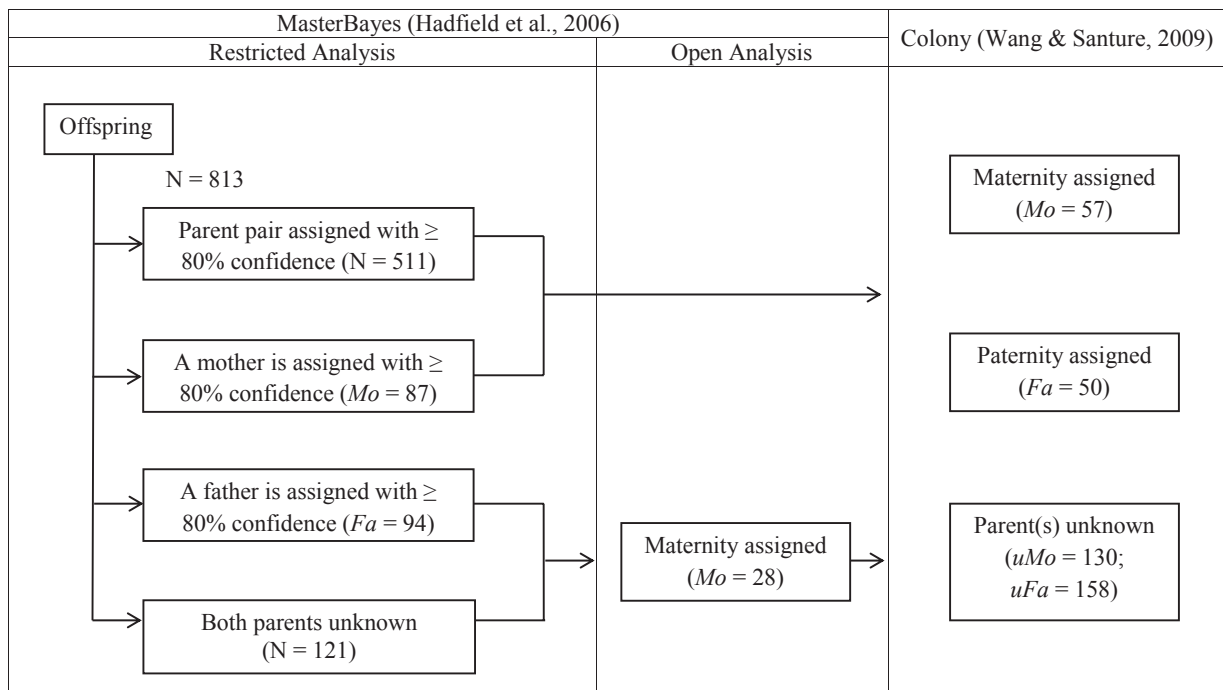 MasterBayes (Hadfield et al., 2006)
Restricted Analysis
Open Analysis
Colony (Wang & Santure, 2009)
Offspring
N = 813
Parent pair assigned with ≥
80% confidence (N = 511)
A mother is assigned with ≥
80% confidence (Mo = 87)
A father is assigned with ≥
80% confidence (Fa = 94)
Both parents unknown
(N = 121)
Maternity assigned
(Mo = 28)
Maternity assigned
(Mo = 57)
Paternity assigned
(Fa = 50)
Parent(s) unknown
(uMo = 130;
uFa = 158)